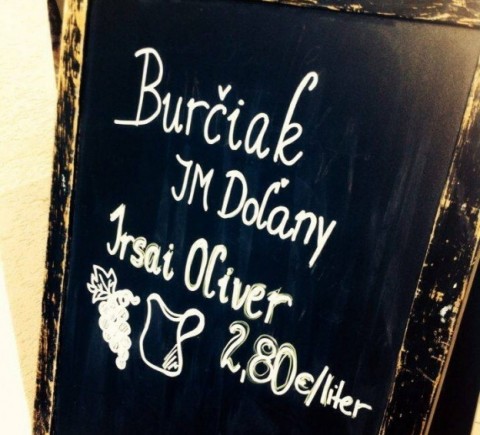 Burčiak
JM Doľany
Irsai Oliver
2,80€/liter